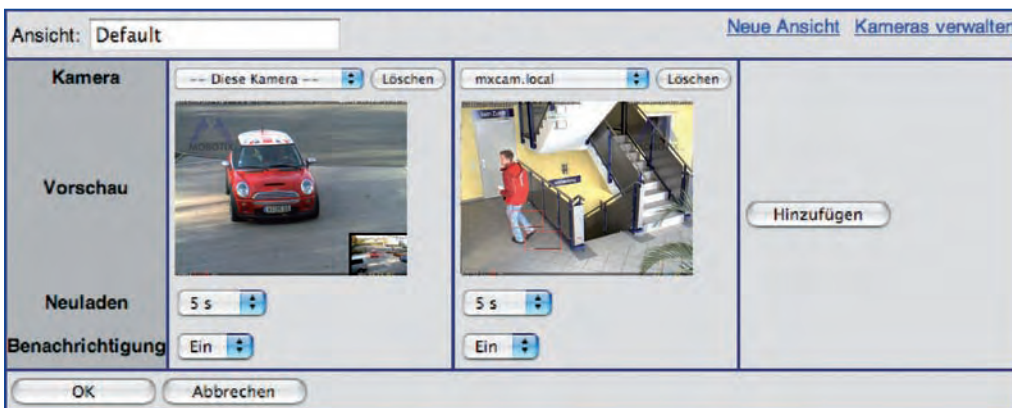 Ansicht: Default Neue Ansicht Kameras verwalten
Kamera -- Diese Kamera -- Löschen mxcam.local Löschen
MOBOTIX
Vorschau
Hinzufügen
Neuladen 5 s 5 s
Benachrichtigung Ein Ein
OK Abbrechen